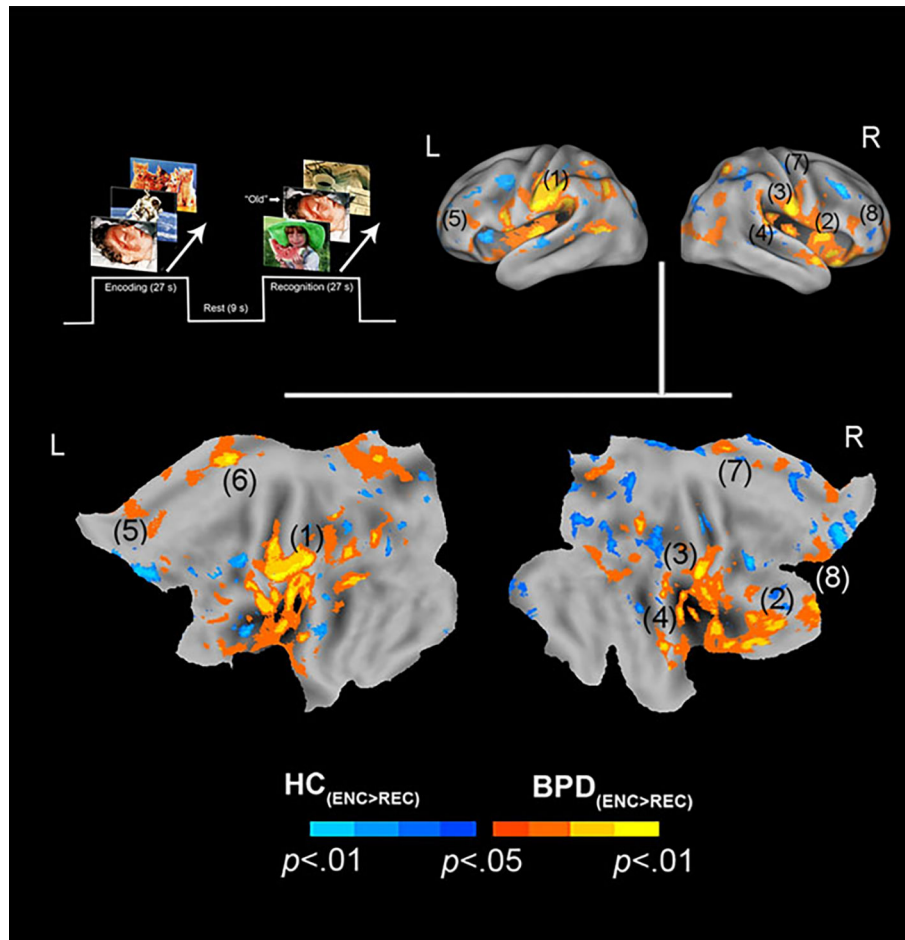 L
R
(1)
(5)
(7)
(3)
(8)
(2)
(4)
"Old"
Encoding (27 s)
Rest (9 s)
Recognition (27 s)
L
R
(6)
(5)
(1)
(7)
(3)
(8)
(2)
(4)
HC(ENC>REC)
BPD(ENC>REC)
p<.01
p<.05
p<.01